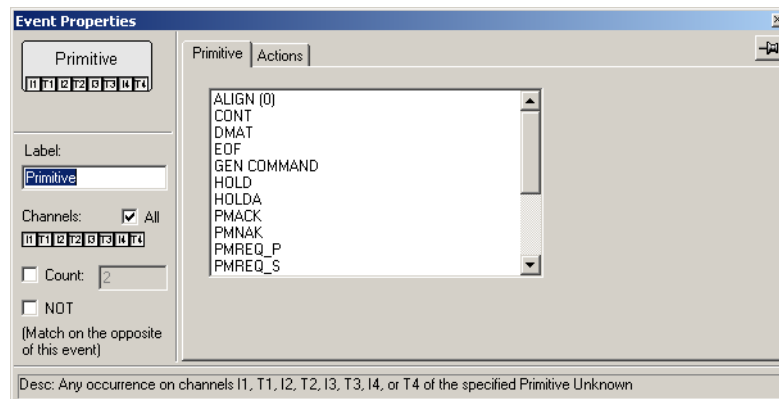 Event Properties
Primitive
I1 T1 I2 T2 I3 T3 I4 T4
Label:
Primitive
Channels: All
I1 T1 I2 T2 I3 T3 I4 T4
Count: 2
NOT
(Match on the opposite
of this event)
Primitive Actions
ALIGN (0)
CONT
DMAT
EOF
GEN COMMAND
HOLD
HOLDA
PMACK
PMNAK
PMREQ_P
PMREQ_S
Desc: Any occurrence on channels I1, T1, I2, T2, I3, T3, I4, or T4 of the specified Primitive Unknown